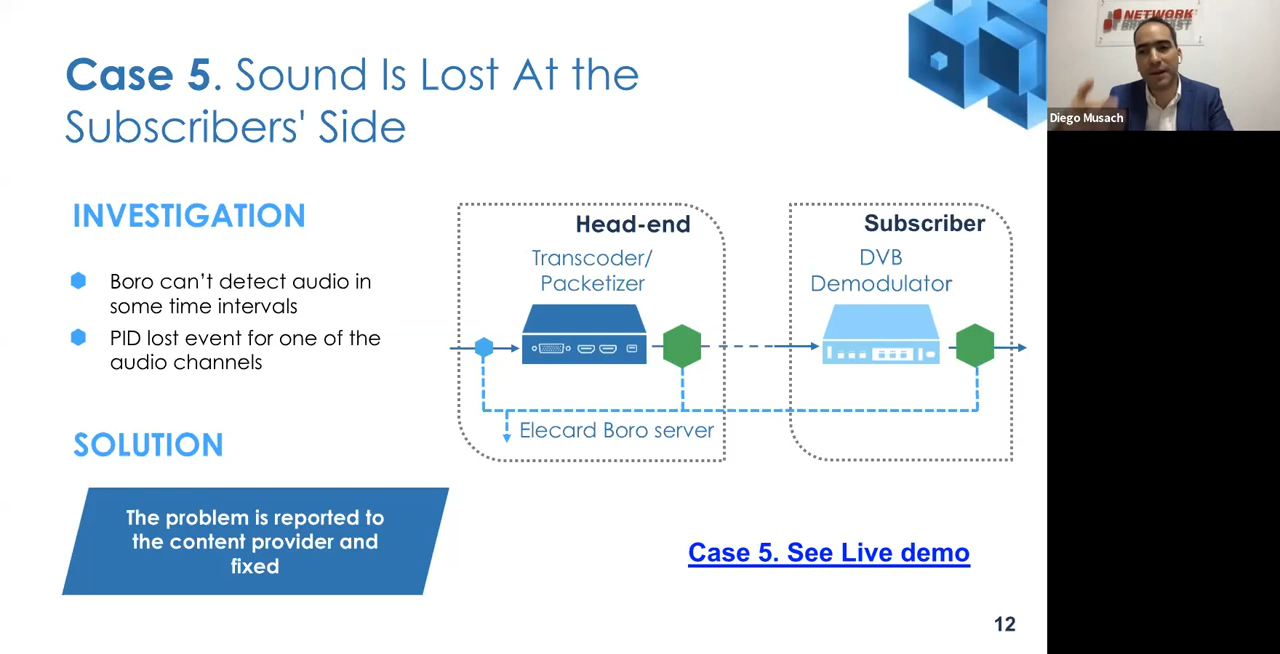 Case 5. Sound Is Lost At the
Subscribers' Side
INVESTIGATION
Boro can't detect audio in
some time intervals
PID lost event for one of the
audio channels
SOLUTION
The problem is reported to
the content provider and
fixed
Head-end
Transcoder/
Packetizer
Elecard Boro server
Subscriber
DVB
Demodulator
Case 5. See Live demo
12
NETWORK
BROADCAST
Diego Musach